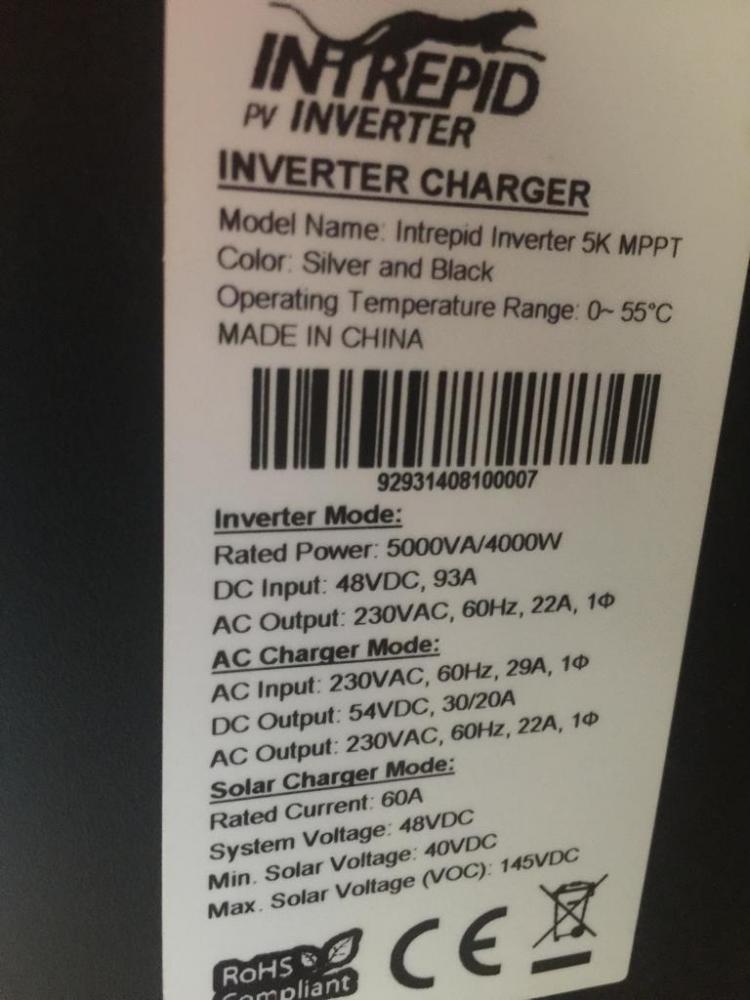 INTREPID
PV INVERTER
INVERTER CHARGER
Model Name: Intrepid Inverter 5K MPPT
Color: Silver and Black
Operating Temperature Range: 0~ 55°C
MADE IN CHINA
92931408100007
Inverter Mode:
Rated Power: 5000VA/4000W
DC Input: 48VDC, 93A
AC Output: 230VAC, 60Hz, 22A, 1Φ
AC Charger Mode:
AC Input: 230VAC, 60Hz, 29A, 1Φ
DC Output: 54VDC, 30/20A
AC Output: 230VAC, 60Hz, 22A, 1Φ
Solar Charger Mode:
Rated Current: 60A
System Voltage: 48VDC
Min. Solar Voltage: 40VDC
Max. Solar Voltage (VOC): 145VDC
RoHS
Compliant
CE